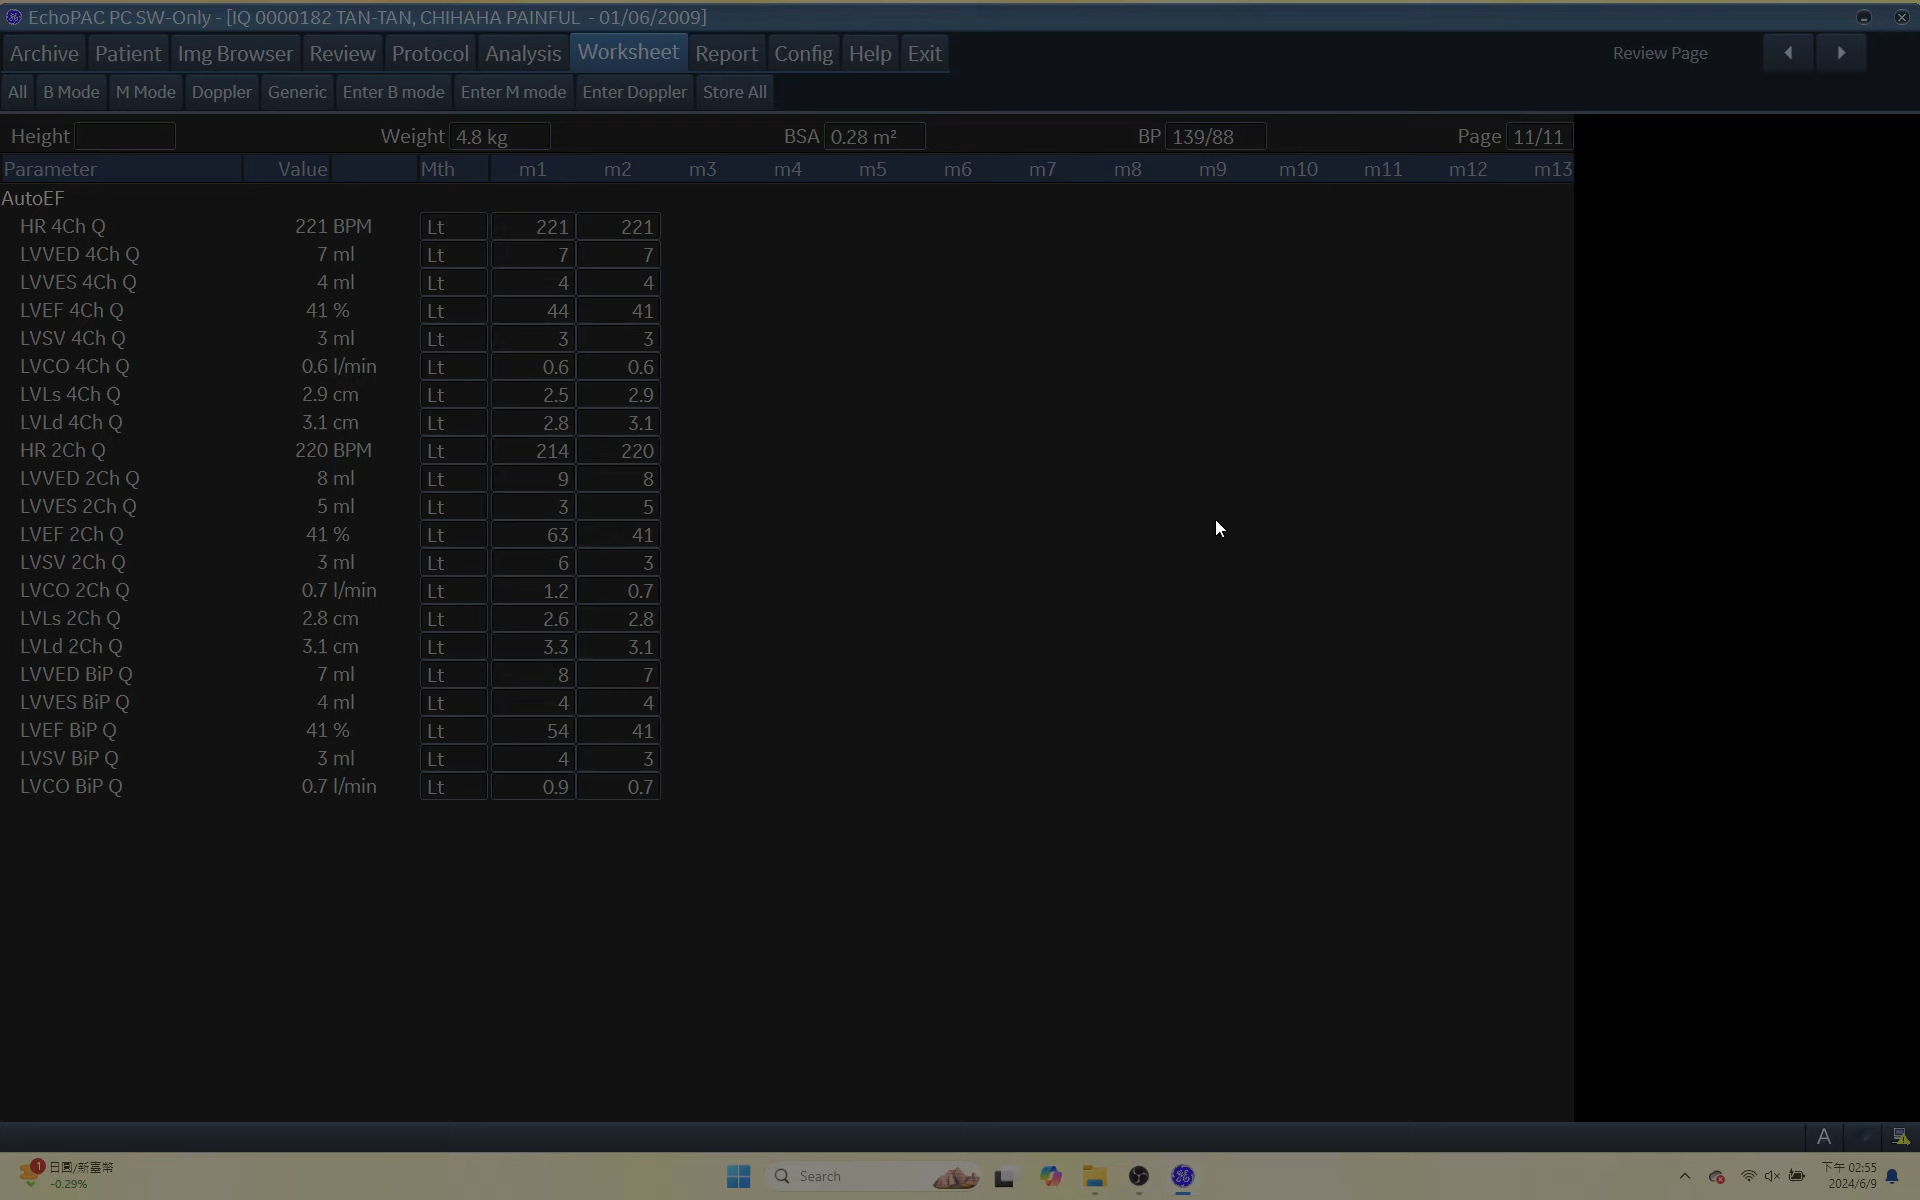 EchoPAC PC SW-Only - [IQ 0000182 TAN-TAN, CHIHAHA PAINFUL - 01/06/2009]
Archive Patient Img Browser Review Protocol Analysis Worksheet Report Config Help Exit Review Page
All B Mode M Mode Doppler Generic Enter B mode Enter M mode Enter Doppler Store All
Height Weight 4.8 kg BSA 0.28 m² BP 139/88 Page 11/11
Parameter Value Mth m1 m2 m3 m4 m5 m6 m7 m8 m9 m10 m11 m12 m13
AutoEF
HR 4Ch Q 221 BPM Lt 221 221
LVVED 4Ch Q 7 ml Lt 7 7
LVVES 4Ch Q 4 ml Lt 4 4
LVEF 4Ch Q 41 % Lt 44 41
LVSV 4Ch Q 3 ml Lt 3 3
LVCO 4Ch Q 0.6 l/min Lt 0.6 0.6
LVLs 4Ch Q 2.9 cm Lt 2.5 2.9
LVLd 4Ch Q 3.1 cm Lt 2.8 3.1
HR 2Ch Q 220 BPM Lt 214 220
LVVED 2Ch Q 8 ml Lt 9 8
LVVES 2Ch Q 5 ml Lt 3 5
LVEF 2Ch Q 41 % Lt 63 41
LVSV 2Ch Q 3 ml Lt 6 3
LVCO 2Ch Q 0.7 l/min Lt 1.2 0.7
LVLs 2Ch Q 2.8 cm Lt 2.6 2.8
LVLd 2Ch Q 3.1 cm Lt 3.3 3.1
LVVED BiP Q 7 ml Lt 8 7
LVVES BiP Q 4 ml Lt 4 4
LVEF BiP Q 41 % Lt 54 41
LVSV BiP Q 3 ml Lt 4 3
LVCO BiP Q 0.7 l/min Lt 0.9 0.7
A
1 日圓/新臺幣 Search 下午 02:55
-0.29% 2024/6/9